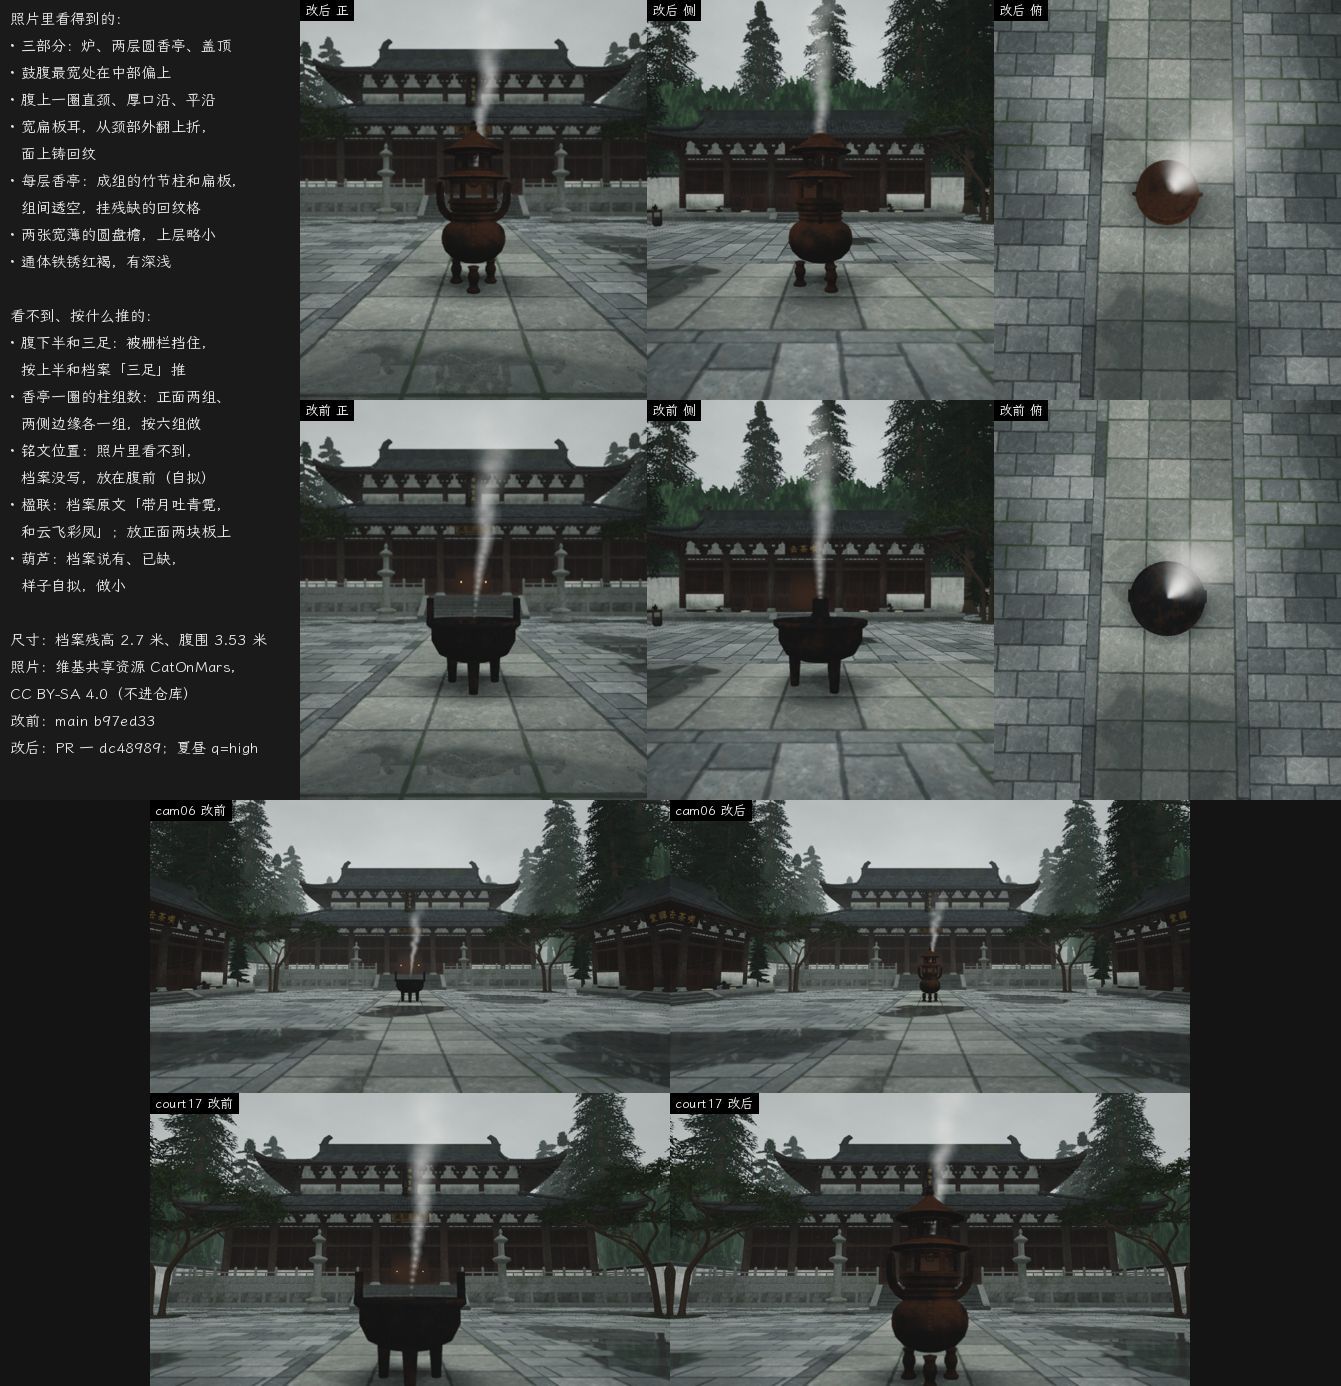 照片里看得到的：
· 三部分：炉、两层圆香亭、盖顶
· 鼓腹最宽处在中部偏上
· 腹上一圈直颈、厚口沿、平沿
· 宽扁板耳，从颈部外翻上折，
面上铸回纹
· 每层香亭：成组的竹节柱和扁板，
组间透空，挂残缺的回纹格
· 两张宽薄的圆盘檐，上层略小
· 通体铁锈红褐，有深浅
看不到、按什么推的：
· 腹下半和三足：被栅栏挡住，
按上半和档案「三足」推
· 香亭一圈的柱组数：正面两组、
两侧边缘各一组，按六组做
· 铭文位置：照片里看不到，
档案没写，放在腹前（自拟）
· 楹联：档案原文「带月吐青霓，
和云飞彩凤」；放正面两块板上
· 葫芦：档案说有、已缺，
样子自拟，做小
尺寸：档案残高 2.7 米、腹围 3.53 米
照片：维基共享资源 CatOnMars，
CC BY-SA 4.0（不进仓库）
改前：main b97ed33
改后：PR 一 dc48989；夏昼 q=high
改后 正
改后 侧
改后 俯
改前 正
改前 侧
改前 俯
cam06 改前
cam06 改后
court17 改前
court17 改后